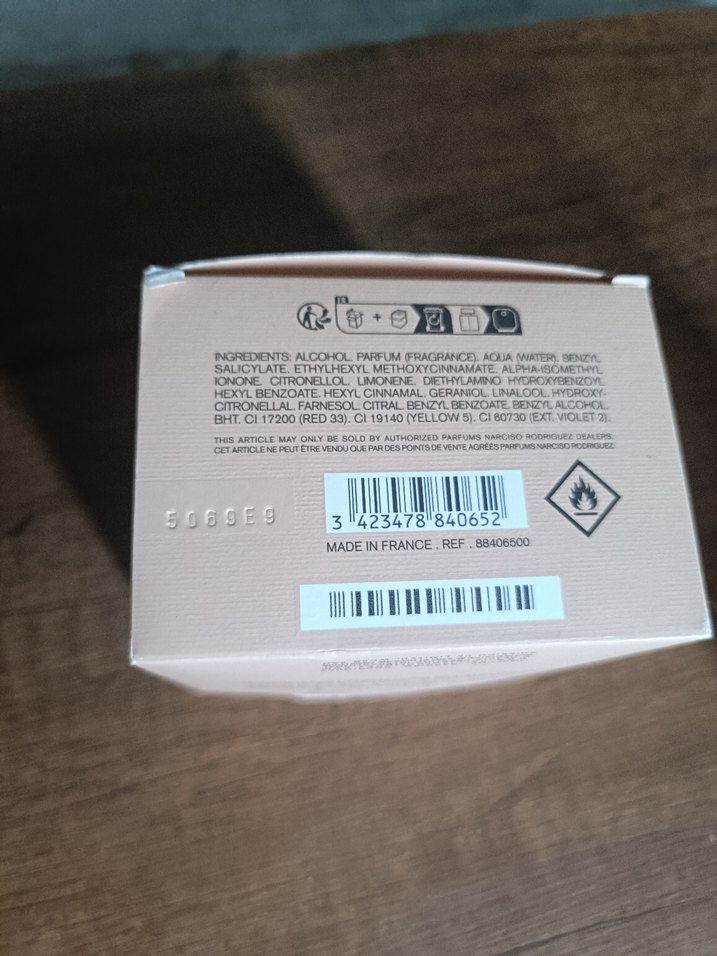 FR
+
INGREDIENTS: ALCOHOL. PARFUM (FRAGRANCE). AQUA (WATER). BENZYL
SALICYLATE. ETHYLHEXYL METHOXYCINNAMATE. ALPHA-ISOMETHYL
IONONE. CITRONELLOL. LIMONENE. DIETHYLAMINO HYDROXYBENZOYL
HEXYL BENZOATE. HEXYL CINNAMAL. GERANIOL. LINALOOL. HYDROXY-
CITRONELLAL. FARNESOL. CITRAL. BENZYL BENZOATE. BENZYL ALCOHOL.
BHT. CI 17200 (RED 33). CI 19140 (YELLOW 5). CI 60730 (EXT. VIOLET 2).
THIS ARTICLE MAY ONLY BE SOLD BY AUTHORIZED PARFUMS NARCISO RODRIGUEZ DEALERS.
CET ARTICLE NE PEUT ÊTRE VENDU QUE PAR DES POINTS DE VENTE AGRÉÉS PARFUMS NARCISO RODRIGUEZ.
5069E9
3 423478 840652
MADE IN FRANCE . REF . 88406500